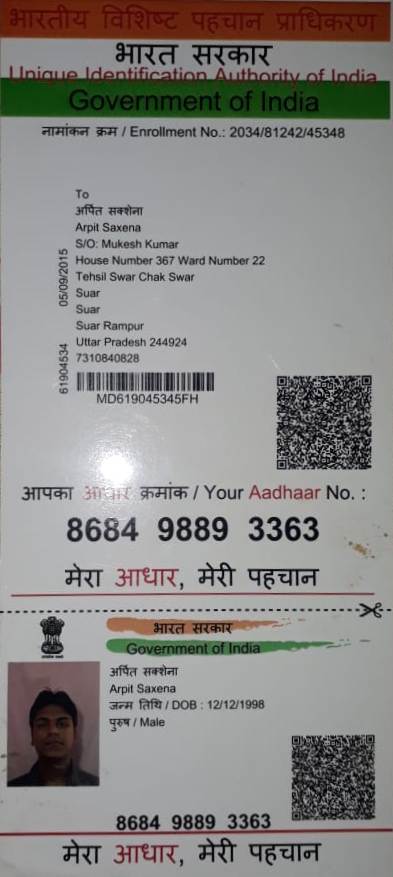 भारतीय विशिष्ट पहचान प्राधिकरण
भारत सरकार
Unique Identification Authority of India
Government of India
नामांकन क्रम / Enrollment No.: 2034/81242/45348
To
अर्पित सक्शेना
Arpit Saxena
S/O: Mukesh Kumar
House Number 367 Ward Number 22
Tehsil Swar Chak Swar
Suar
Suar
Suar Rampur
Uttar Pradesh 244924
7310840828
61904534 05/09/2015
MD619045345FH
आपका आधार क्रमांक / Your Aadhaar No. :
8684 9889 3363
मेरा आधार, मेरी पहचान
भारत सरकार
Government of India
अर्पित सक्शेना
Arpit Saxena
जन्म तिथि / DOB : 12/12/1998
पुरुष / Male
8684 9889 3363
मेरा आधार, मेरी पहचान